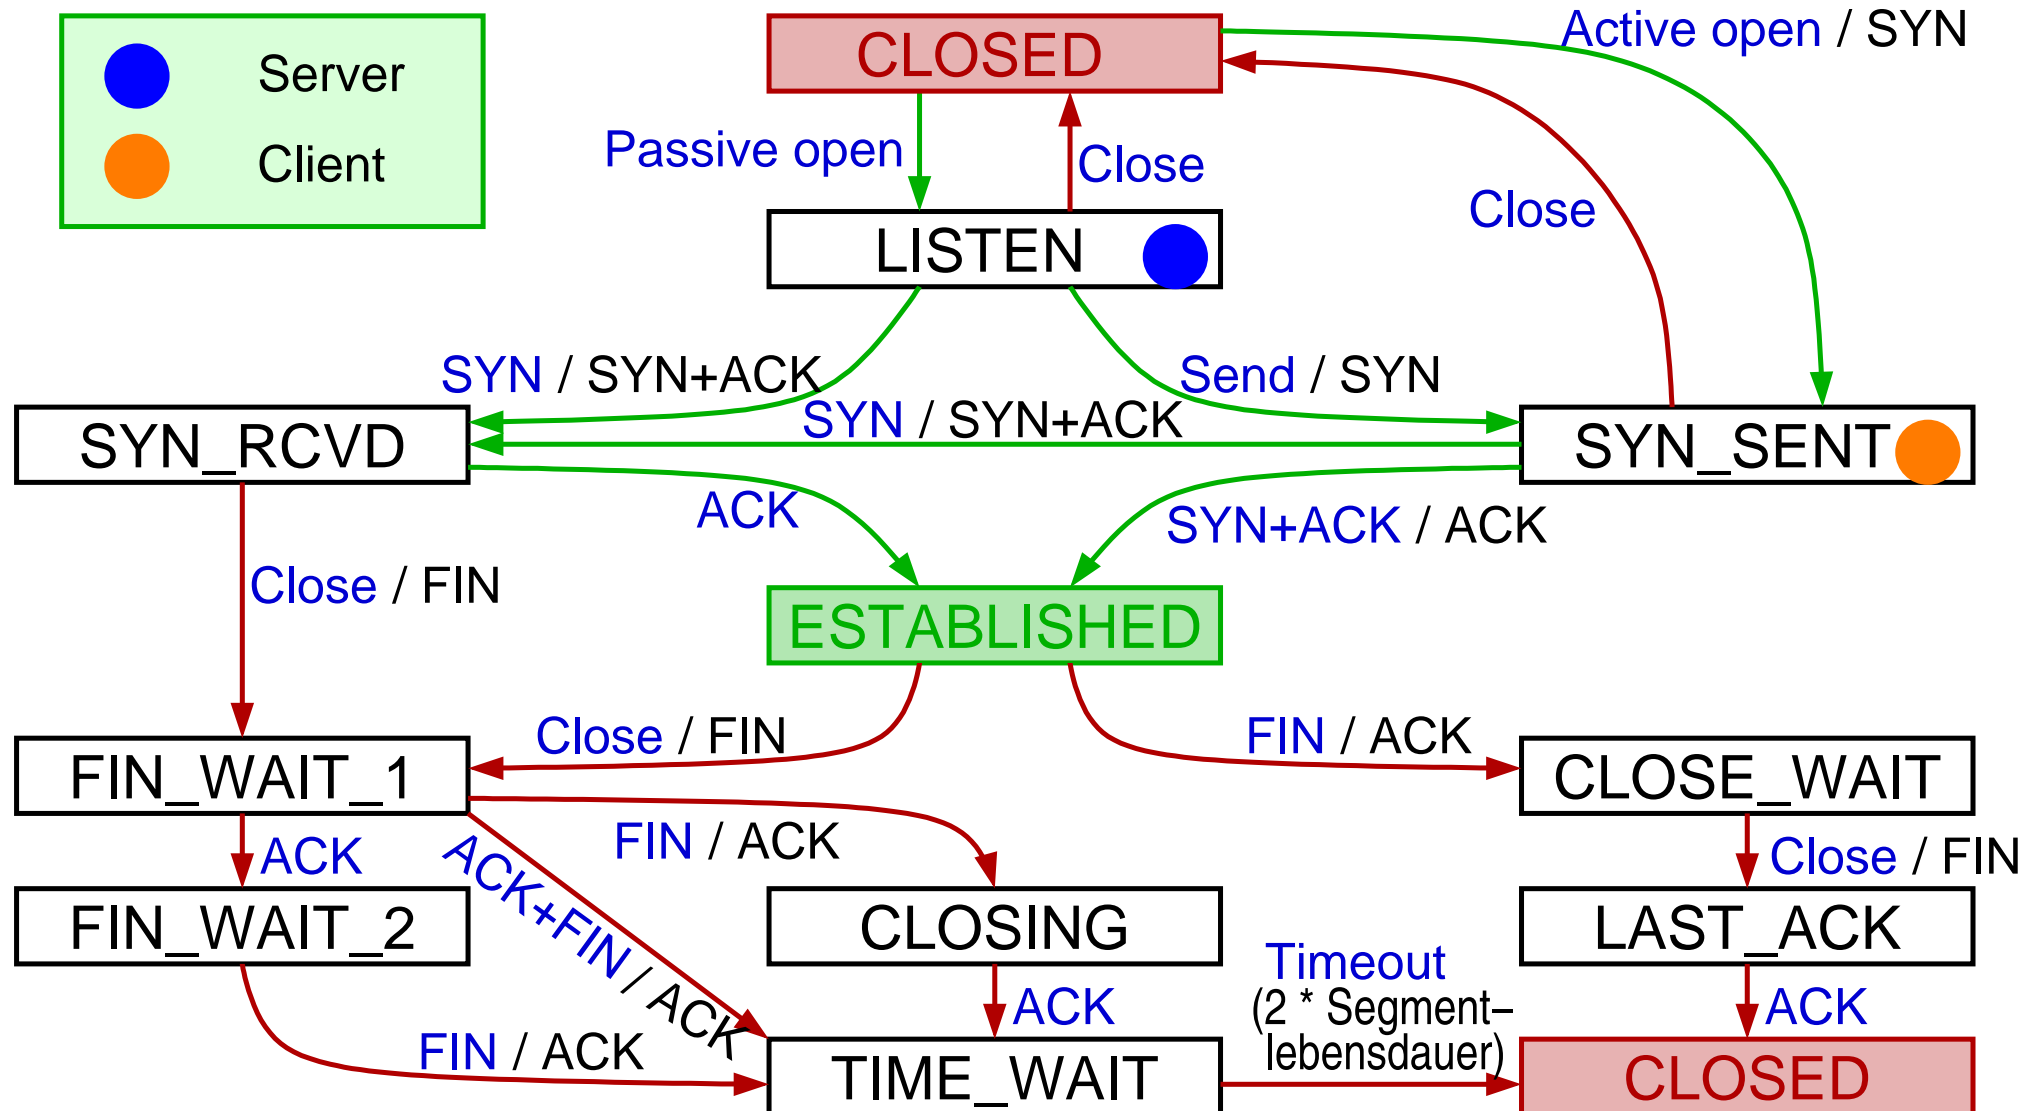 Server
Client
CLOSED
Active open / SYN
Passive open
Close
Close
LISTEN
SYN / SYN+ACK
Send / SYN
SYN / SYN+ACK
SYN_RCVD
SYN_SENT
ACK
SYN+ACK / ACK
Close / FIN
ESTABLISHED
Close / FIN
FIN / ACK
FIN_WAIT_1
CLOSE_WAIT
ACK
ACK+FIN / ACK
FIN / ACK
Close / FIN
FIN_WAIT_2
CLOSING
LAST_ACK
Timeout
(2 * Segment–
lebensdauer)
ACK
ACK
FIN / ACK
TIME_WAIT
CLOSED